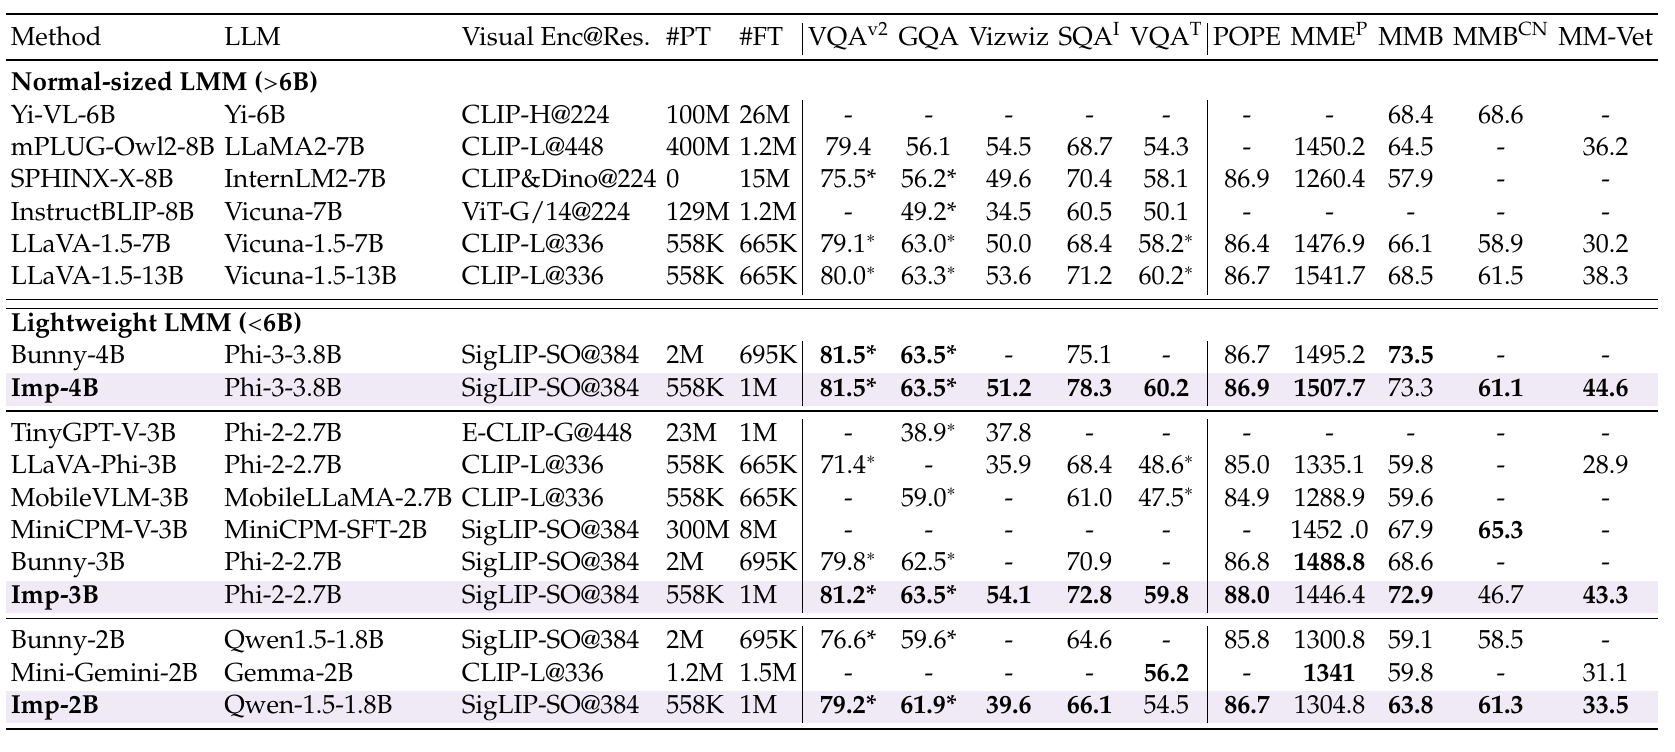 Method LLM Visual Enc@Res. #PT #FT VQA^v2 GQA Vizwiz SQA^I VQA^T POPE MME^P MMB MMB^CN MM-Vet
Normal-sized LMM (>6B)
Yi-VL-6B Yi-6B CLIP-H@224 100M 26M - - - - - - - 68.4 68.6 -
mPLUG-Owl2-8B LLaMA2-7B CLIP-L@448 400M 1.2M 79.4 56.1 54.5 68.7 54.3 - 1450.2 64.5 - 36.2
SPHINX-X-8B InternLM2-7B CLIP&Dino@224 0 15M 75.5* 56.2* 49.6 70.4 58.1 86.9 1260.4 57.9 - -
InstructBLIP-8B Vicuna-7B ViT-G/14@224 129M 1.2M - 49.2* 34.5 60.5 50.1 - - - - -
LLaVA-1.5-7B Vicuna-1.5-7B CLIP-L@336 558K 665K 79.1* 63.0* 50.0 68.4 58.2* 86.4 1476.9 66.1 58.9 30.2
LLaVA-1.5-13B Vicuna-1.5-13B CLIP-L@336 558K 665K 80.0* 63.3* 53.6 71.2 60.2* 86.7 1541.7 68.5 61.5 38.3
Lightweight LMM (<6B)
Bunny-4B Phi-3-3.8B SigLIP-SO@384 2M 695K 81.5* 63.5* - 75.1 - 86.7 1495.2 73.5 - -
Imp-4B Phi-3-3.8B SigLIP-SO@384 558K 1M 81.5* 63.5* 51.2 78.3 60.2 86.9 1507.7 73.3 61.1 44.6
TinyGPT-V-3B Phi-2-2.7B E-CLIP-G@448 23M 1M - 38.9* 37.8 - - - - - - -
LLaVA-Phi-3B Phi-2-2.7B CLIP-L@336 558K 665K 71.4* - 35.9 68.4 48.6* 85.0 1335.1 59.8 - 28.9
MobileVLM-3B MobileLLaMA-2.7B CLIP-L@336 558K 665K - 59.0* - 61.0 47.5* 84.9 1288.9 59.6 - -
MiniCPM-V-3B MiniCPM-SFT-2B SigLIP-SO@384 300M 8M - - - - - - 1452 .0 67.9 65.3 -
Bunny-3B Phi-2-2.7B SigLIP-SO@384 2M 695K 79.8* 62.5* - 70.9 - 86.8 1488.8 68.6 - -
Imp-3B Phi-2-2.7B SigLIP-SO@384 558K 1M 81.2* 63.5* 54.1 72.8 59.8 88.0 1446.4 72.9 46.7 43.3
Bunny-2B Qwen1.5-1.8B SigLIP-SO@384 2M 695K 76.6* 59.6* - 64.6 - 85.8 1300.8 59.1 58.5 -
Mini-Gemini-2B Gemma-2B CLIP-L@336 1.2M 1.5M - - - - 56.2 - 1341 59.8 - 31.1
Imp-2B Qwen-1.5-1.8B SigLIP-SO@384 558K 1M 79.2* 61.9* 39.6 66.1 54.5 86.7 1304.8 63.8 61.3 33.5